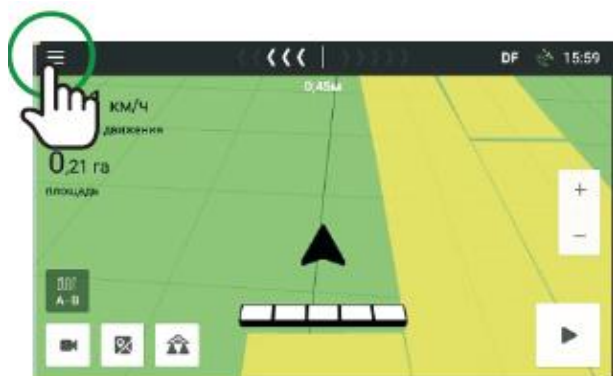 DF 15:59
0,45м
км/ч
движения
0,21 га
площадь
A-B